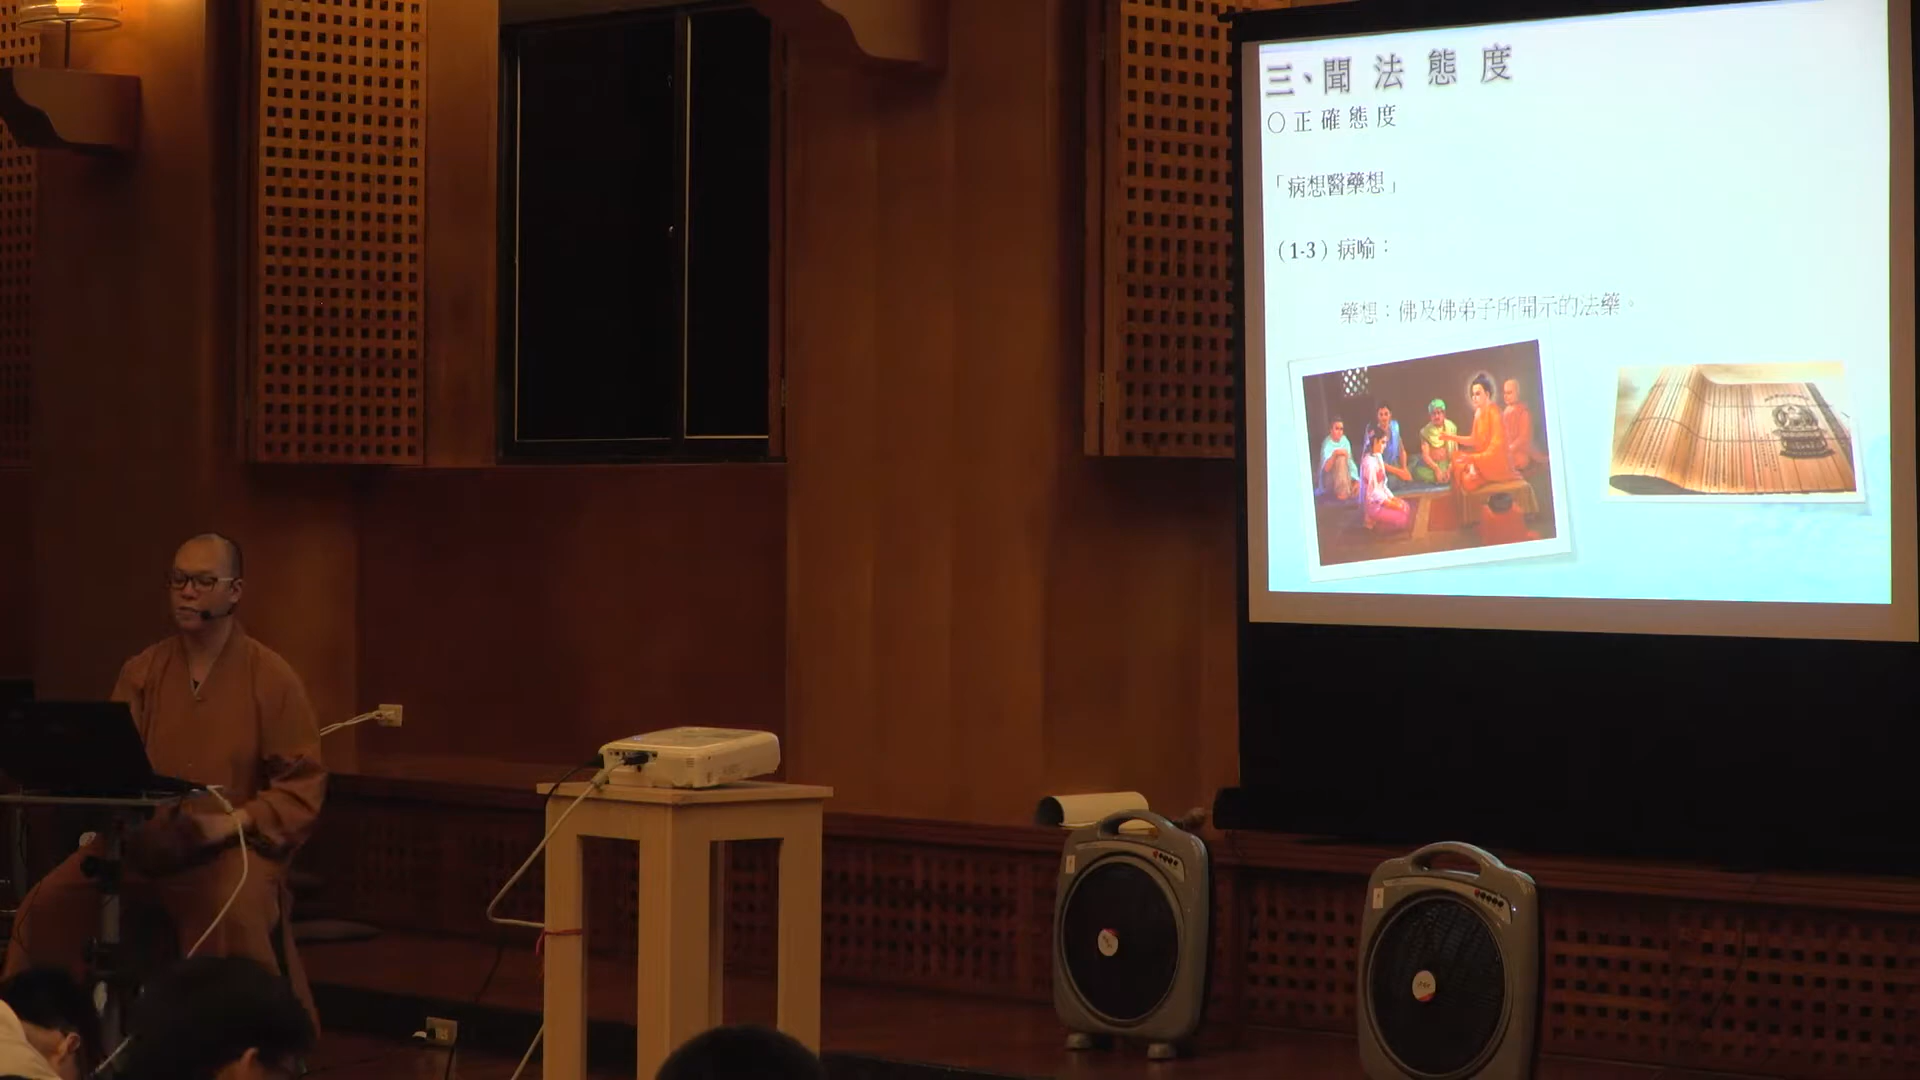 三、聞法態度
〇正確態度
「病想醫藥想」
（1-3）病喻：
藥想：佛及佛弟子所開示的法藥。